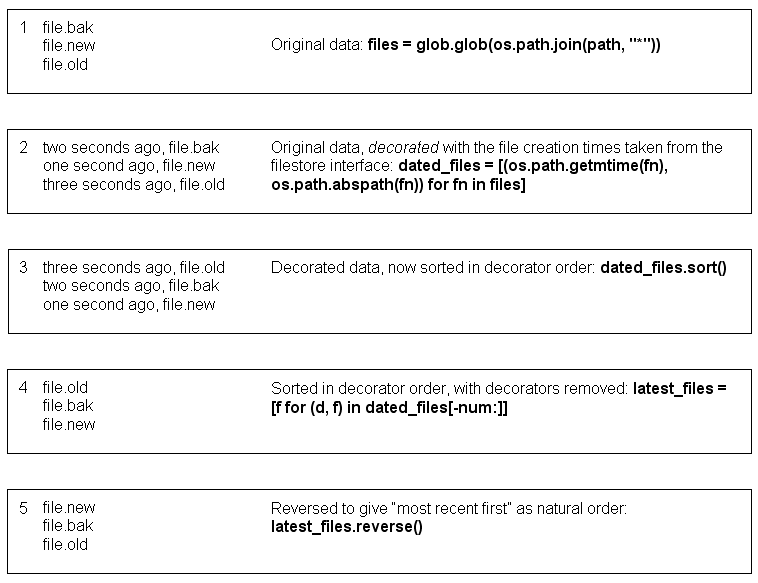 1 file.bak
file.new
file.old
Original data: files = glob.glob(os.path.join(path, "*"))
2 two seconds ago, file.bak
one second ago, file.new
three seconds ago, file.old
Original data, decorated with the file creation times taken from the
filestore interface: dated_files = [(os.path.getmtime(fn),
os.path.abspath(fn)) for fn in files]
3 three seconds ago, file.old
two seconds ago, file.bak
one second ago, file.new
Decorated data, now sorted in decorator order: dated_files.sort()
4 file.old
file.bak
file.new
Sorted in decorator order, with decorators removed: latest_files =
[f for (d, f) in dated_files[-num:]]
5 file.new
file.bak
file.old
Reversed to give "most recent first" as natural order:
latest_files.reverse()